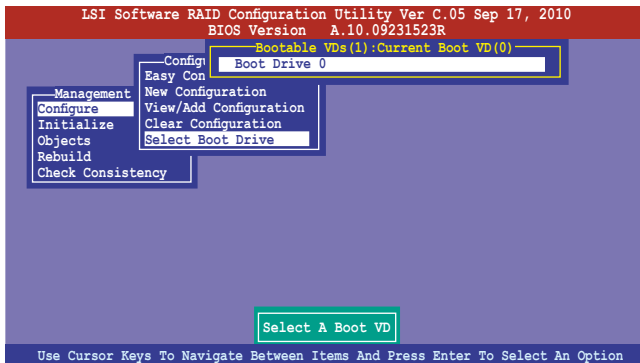 LSI Software RAID Configuration Utility Ver C.05 Sep 17, 2010
BIOS Version A.10.09231523R
Bootable VDs(1):Current Boot VD(0)
Boot Drive 0
Configu
Easy Con
New Configuration
View/Add Configuration
Clear Configuration
Select Boot Drive
Management
Configure
Initialize
Objects
Rebuild
Check Consistency
Select A Boot VD
Use Cursor Keys To Navigate Between Items And Press Enter To Select An Option